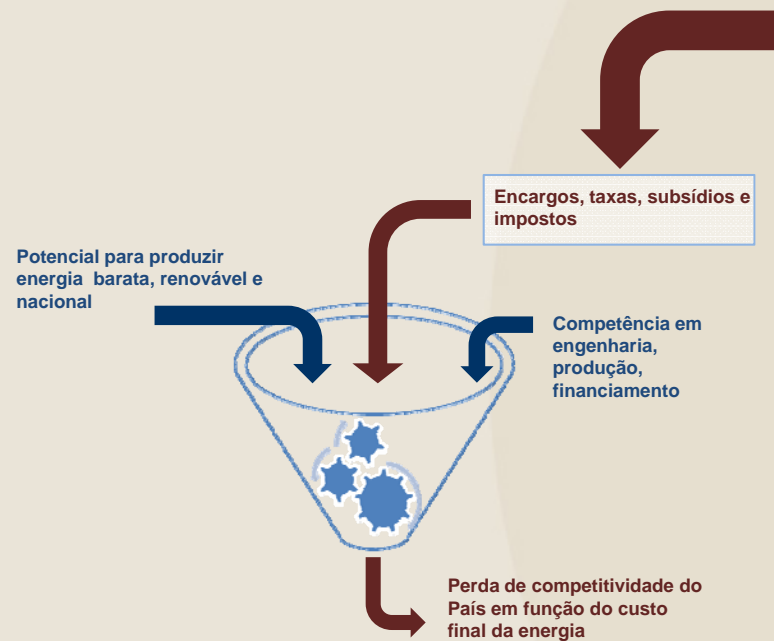 Encargos, taxas, subsídios e
impostos
Potencial para produzir
energia barata, renovável e
nacional
Competência em
engenharia,
produção,
financiamento
Perda de competitividade do
País em função do custo
final da energia